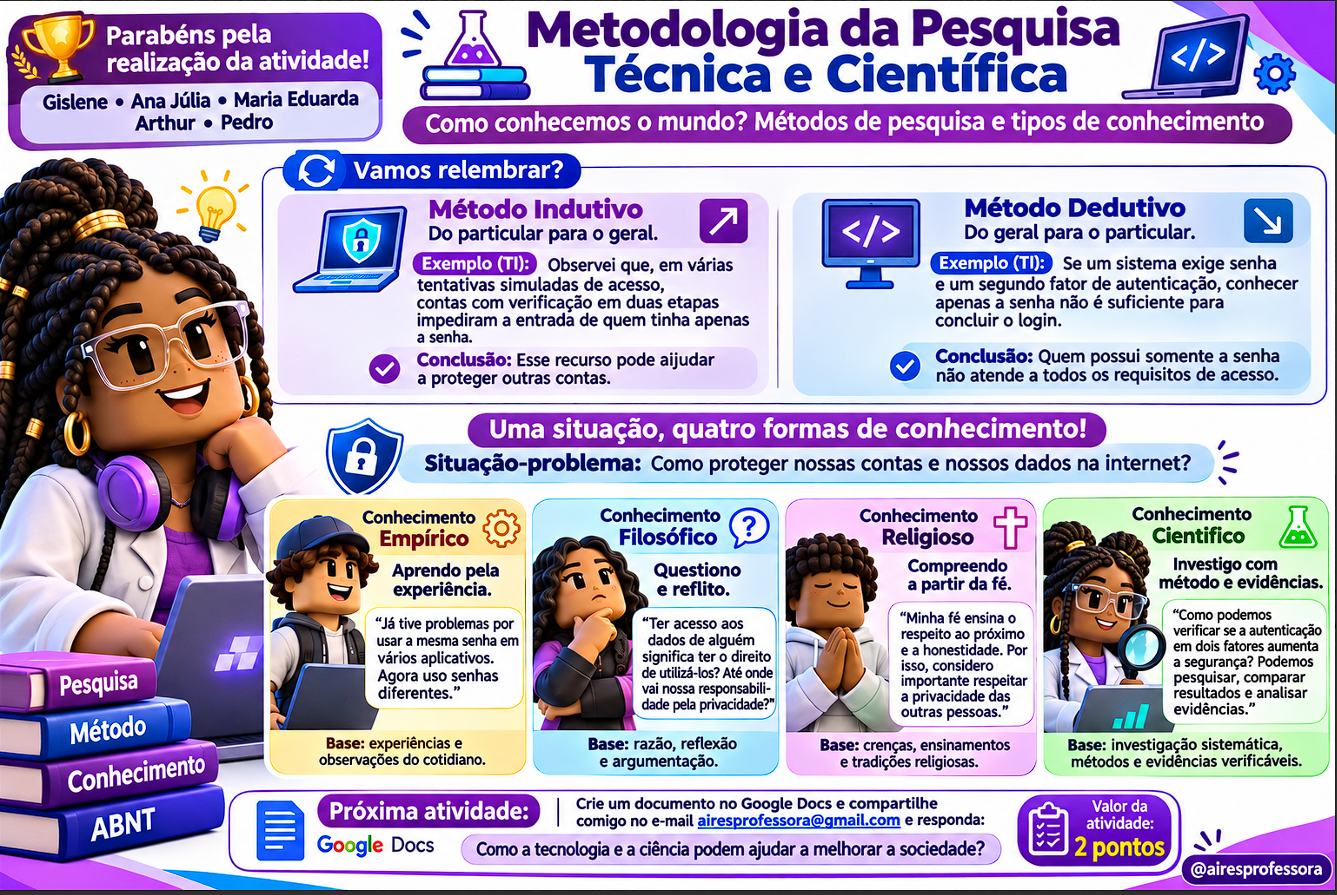 Parabéns pela
realização da atividade!
Gislene • Ana Júlia • Maria Eduarda
Arthur • Pedro
Metodologia da Pesquisa
Técnica e Científica
Como conhecemos o mundo? Métodos de pesquisa e tipos de conhecimento
</>
Vamos relembrar?
Método Indutivo
Do particular para o geral.
Exemplo (TI): Observei que, em várias
tentativas simuladas de acesso,
contas com verificação em duas etapas
impediram a entrada de quem tinha apenas
a senha.
Conclusão: Esse recurso pode aijudar
a proteger outras contas.
</>
Método Dedutivo
Do geral para o particular.
Exemplo (TI): Se um sistema exige senha
e um segundo fator de autenticação, conhecer
apenas a senha não é suficiente para
concluir o login.
Conclusão: Quem possui somente a senha
não atende a todos os requisitos de acesso.
Uma situação, quatro formas de conhecimento!
Situação-problema: Como proteger nossas contas e nossos dados na internet?
Conhecimento
Empírico
Aprendo pela
experiência.
“Já tive problemas por
usar a mesma senha em
vários aplicativos.
Agora uso senhas
diferentes.”
Base: experiências e
observações do cotidiano.
Conhecimento
Filosófico
?
Questiono
e reflito.
“Ter acesso aos
dados de alguém
significa ter o direito
de utilizá-los? Até onde
vai nossa responsabili-
dade pela privacidade?”
Base: razão, reflexão
e argumentação.
Conhecimento
Religioso
Compreendo
a partir da fé.
“Minha fé ensina o
respeito ao próximo
e a honestidade. Por
isso, considero
importante respeitar
a privacidade das
outras pessoas.”
Base: crenças, ensinamentos
e tradições religiosas.
Conhecimento
Científico
Investigo com
método e evidências.
“Como podemos
verificar se a autenticação
em dois fatores aumenta
a segurança? Podemos
pesquisar, comparar
resultados e analisar
evidências.”
Base: investigação sistemática,
métodos e evidências verificáveis.
Pesquisa
Método
Conhecimento
ABNT
Próxima atividade:
Google Docs
Crie um documento no Google Docs e compartilhe
comigo no e-mail airesprofessora@gmail.com e responda:
Como a tecnologia e a ciência podem ajudar a melhorar a sociedade?
Valor da
atividade:
2 pontos
@airesprofessora